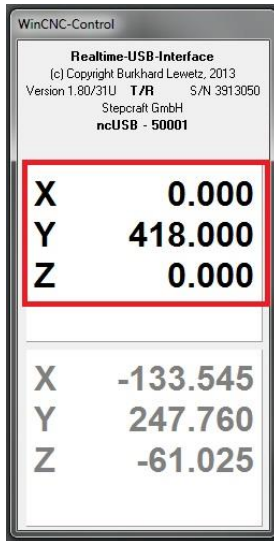 WinCNC-Control
Realtime-USB-Interface
(c) Copyright Burkhard Lewetz, 2013
Version 1.80/31U T/R S/N 3913050
Stepcraft GmbH
ncUSB - 50001
X 0.000
Y 418.000
Z 0.000
X -133.545
Y 247.760
Z -61.025